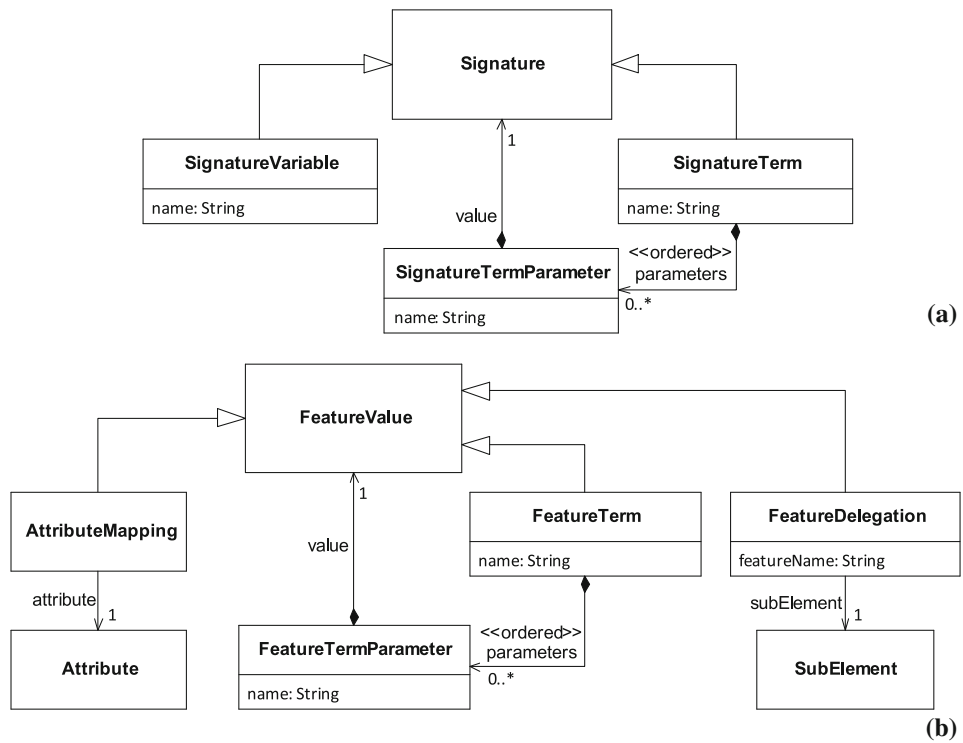 Signature
SignatureVariable
name: String
1
SignatureTerm
name: String
value
<<ordered>>
parameters
0..*
SignatureTermParameter
name: String
(a)
FeatureValue
1
AttributeMapping
FeatureTerm
name: String
FeatureDelegation
featureName: String
value
attribute
1
subElement
1
<<ordered>>
parameters
0..*
Attribute
FeatureTermParameter
name: String
SubElement
(b)